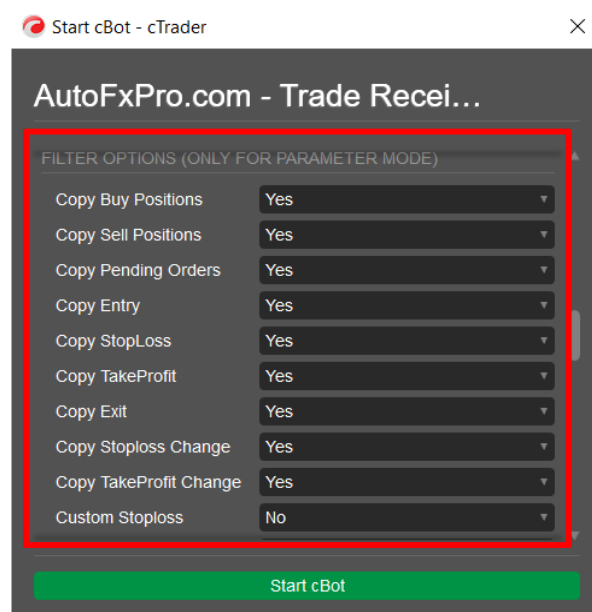 Start cBot - cTrader
AutoFxPro.com - Trade Recei...
FILTER OPTIONS (ONLY FOR PARAMETER MODE)
Copy Buy Positions Yes
Copy Sell Positions Yes
Copy Pending Orders Yes
Copy Entry Yes
Copy StopLoss Yes
Copy TakeProfit Yes
Copy Exit Yes
Copy Stoploss Change Yes
Copy TakeProfit Change Yes
Custom Stoploss No
Start cBot